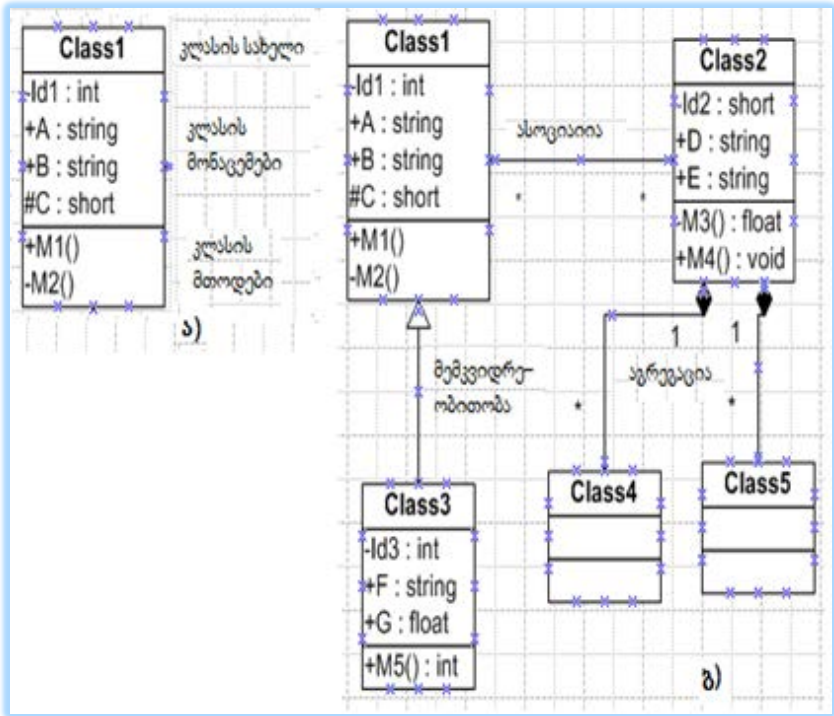 Class1
კლასის სახელი
-Id1 : int
+A : string
კლასის
+B : string
მონაცემები
#C : short
+M1()
კლასის
-M2()
მთოდები
ა)
Class1
-Id1 : int
+A : string
+B : string
#C : short
+M1()
-M2()
ასოციაიია
*
*
Class2
-Id2 : short
+D : string
+E : string
-M3() : float
+M4() : void
1
1
მემკვიდრე–
ობითობა
აგრეგაცია
*
*
Class3
-Id3 : int
+F : string
+G : float
+M5() : int
Class4
Class5
გ)